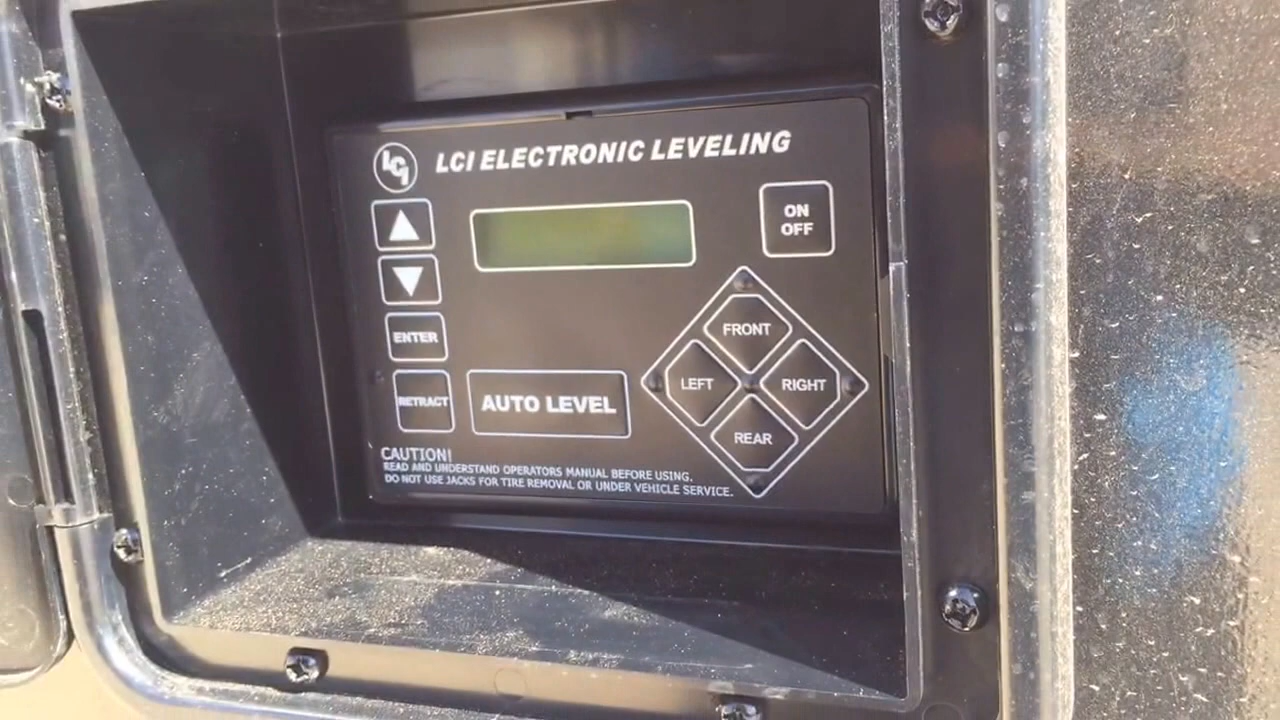 LCI
LCI ELECTRONIC LEVELING
ON
OFF
ENTER
RETRACT
AUTO LEVEL
FRONT
LEFT
RIGHT
REAR
CAUTION!
READ AND UNDERSTAND OPERATORS MANUAL BEFORE USING.
DO NOT USE JACKS FOR TIRE REMOVAL OR UNDER VEHICLE SERVICE.